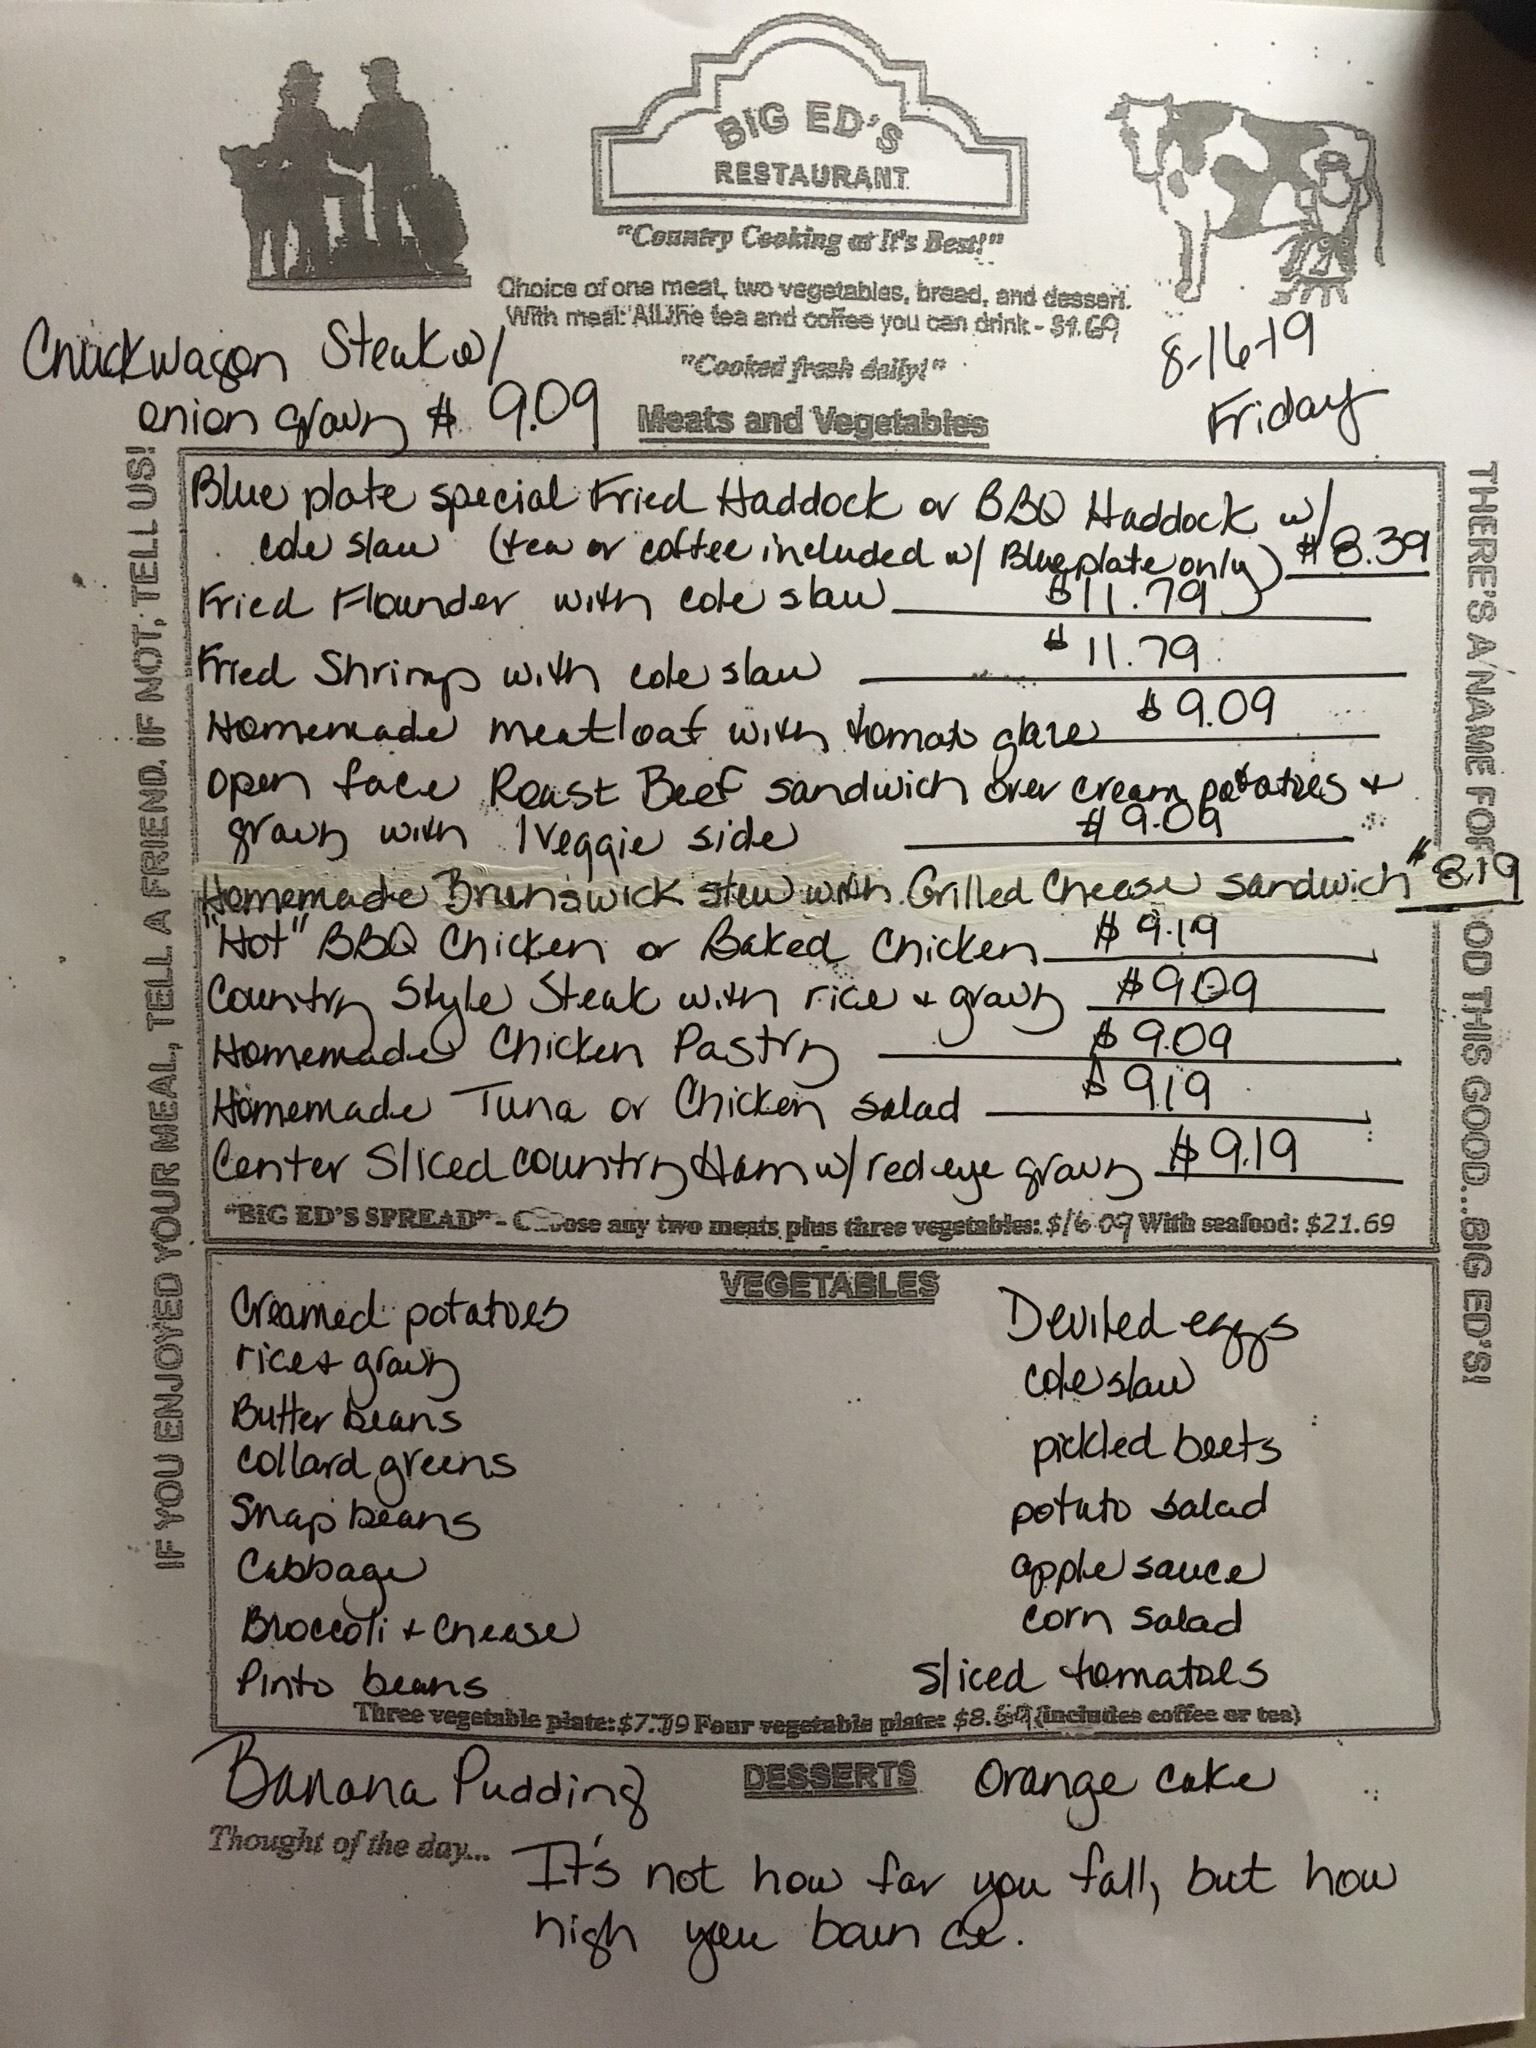 BIG ED'S
RESTAURANT
"Country Cooking at It's Best!"
Choice of one meat, two vegetables, bread, and dessert.
With meal: All the tea and coffee you can drink - $1.69
"Cooked fresh daily!"
8-16-19
Friday
Chuckwagon Steak w/
onion gravy $ 9.09
Meats and Vegetables
IF YOU ENJOYED YOUR MEAL, TELL A FRIEND. IF NOT, TELL US!
Blue plate special Fried Haddock or BBQ Haddock w/
cole slaw (tea or coffee included w/ Blueplate only) $8.39
Fried Flounder with cole slaw $11.79
Fried Shrimp with cole slaw $11.79
Homemade meatloaf with tomato glaze $9.09
Open face Roast Beef sandwich over cream potatoes +
gravy with 1 veggie side $9.09
Homemade Brunswick stew with Grilled Cheese sandwich $8.19
"Hot" BBQ Chicken or Baked Chicken $9.19
Country Style Steak with rice + gravy $9.09
Homemade Chicken Pastry $9.09
Homemade Tuna or Chicken salad $9.19
Center Sliced Country Ham w/ red eye gravy $9.19
"BIG ED'S SPREAD" - Choose any two meats plus three vegetables: $16.09 With seafood: $21.69
THERE'S A NAME FOR FOOD THIS GOOD...BIG ED'S!
VEGETABLES
Creamed potatoes
rice + gravy
Butter beans
Collard greens
Snap beans
Cabbage
Broccoli + Cheese
Pinto beans
Deviled eggs
cole slaw
pickled beets
potato salad
apple sauce
corn salad
sliced tomatoes
Three vegetable plate: $7.79 Four vegetable plate: (includes coffee or tea)
DESSERTS
Banana Pudding
Orange cake
Thought of the day...
It's not how far you fall, but how
high you bounce.